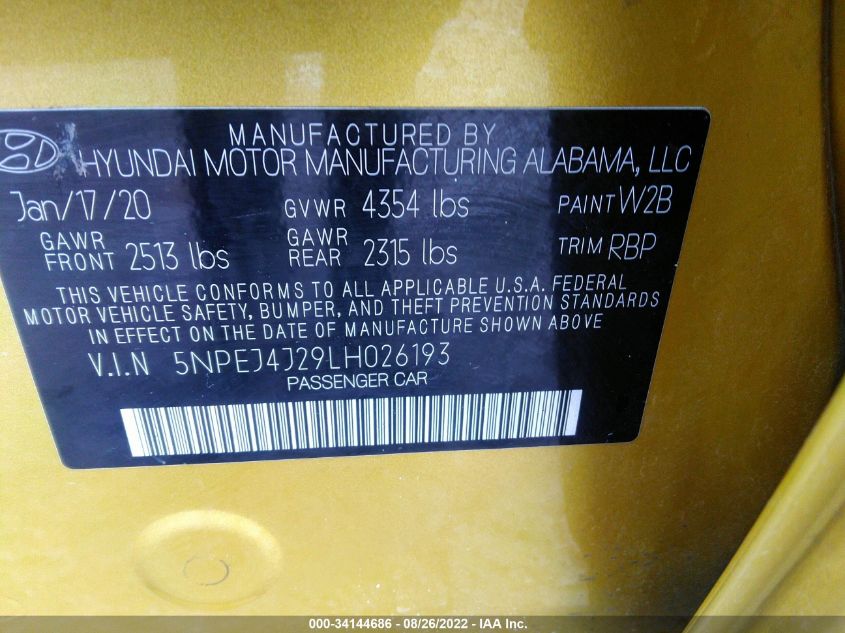 MANUFACTURED BY
HYUNDAI MOTOR MANUFACTURING ALABAMA, LLC
Jan/17/20 GVWR 4354 lbs PAINT W2B
GAWR FRONT 2513 lbs GAWR REAR 2315 lbs TRIM RBP
THIS VEHICLE CONFORMS TO ALL APPLICABLE U.S.A. FEDERAL
MOTOR VEHICLE SAFETY, BUMPER, AND THEFT PREVENTION STANDARDS
IN EFFECT ON THE DATE OF MANUFACTURE SHOWN ABOVE
V.I.N 5NPEJ4J29LH026193
PASSENGER CAR
000-34144686 - 08/26/2022 - IAA Inc.